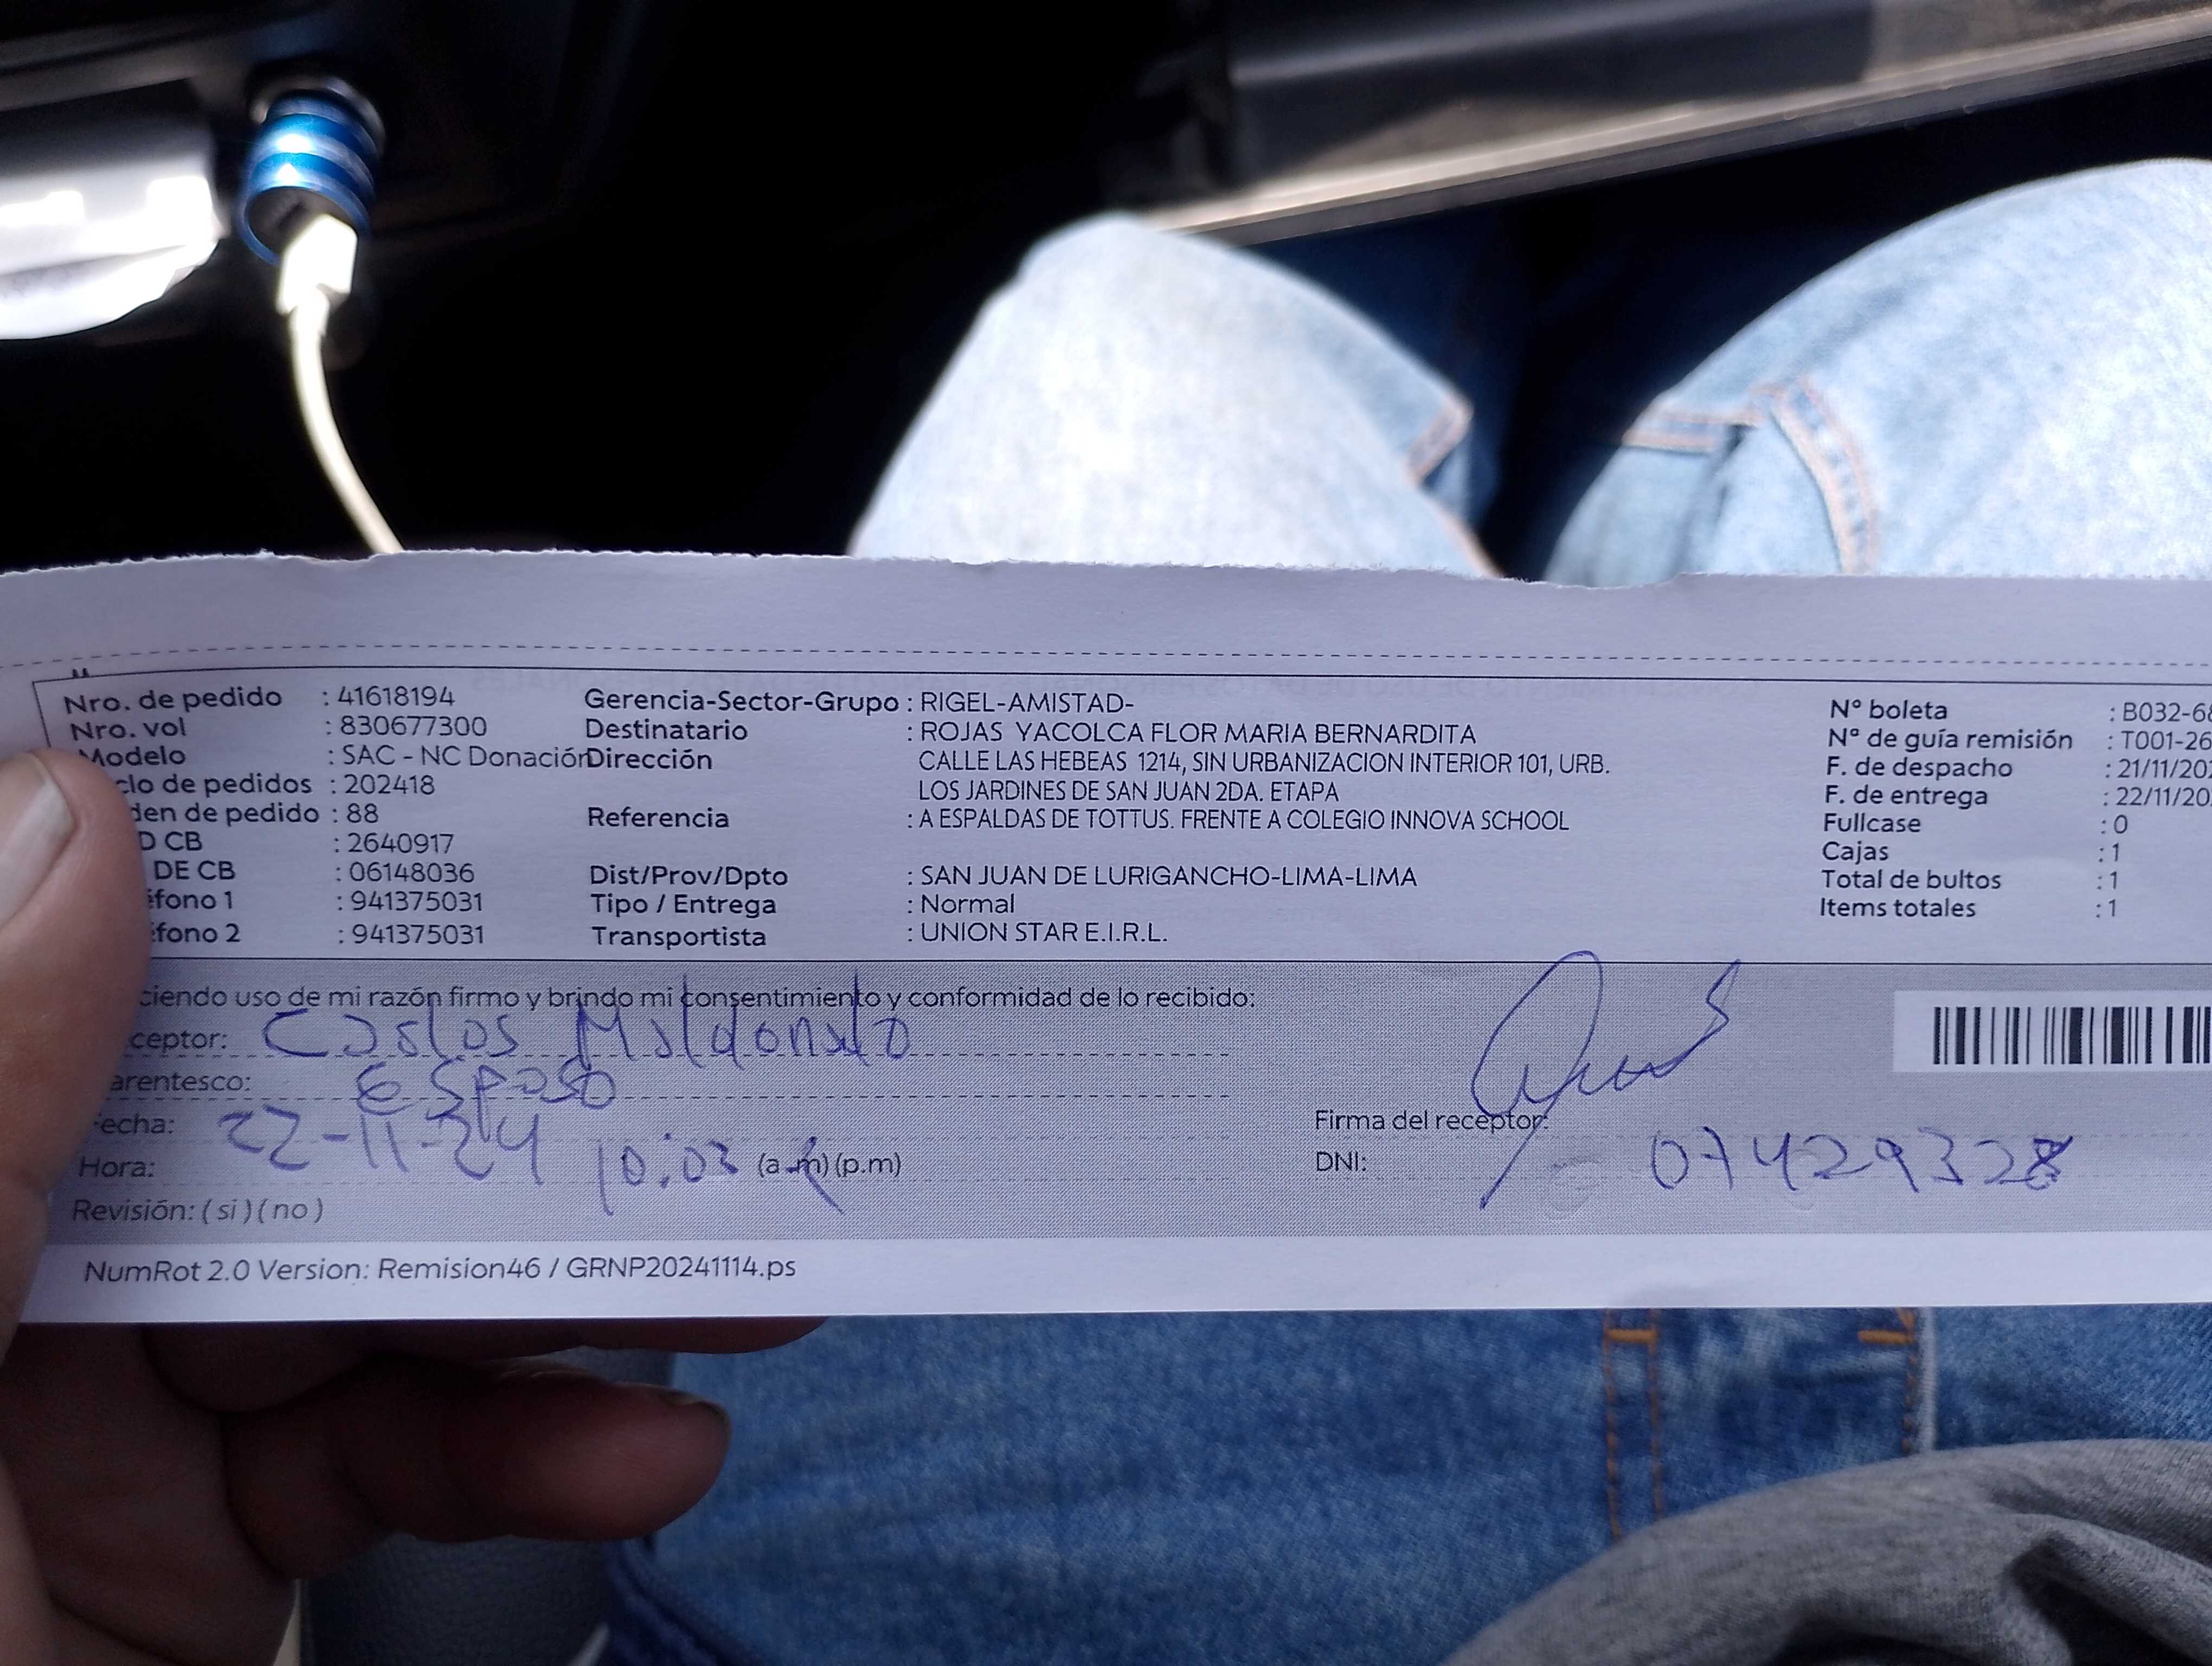 Nro. de pedido : 41618194 Gerencia-Sector-Grupo : RIGEL-AMISTAD- Nº boleta : B032-6
Nro. vol : 830677300 Destinatario : ROJAS YACOLCA FLOR MARIA BERNARDITA Nº de guía remisión : T001-26
Modelo : SAC - NC Donación Dirección CALLE LAS HEBEAS 1214, SIN URBANIZACION INTERIOR 101, URB. F. de despacho : 21/11/202
clo de pedidos : 202418 LOS JARDINES DE SAN JUAN 2DA. ETAPA F. de entrega : 22/11/20
den de pedido : 88 Referencia : A ESPALDAS DE TOTTUS. FRENTE A COLEGIO INNOVA SCHOOL Fullcase : 0
D CB : 2640917 Cajas : 1
DE CB : 06148036 Dist/Prov/Dpto : SAN JUAN DE LURIGANCHO-LIMA-LIMA Total de bultos : 1
éfono 1 : 941375031 Tipo / Entrega : Normal Items totales : 1
éfono 2 : 941375031 Transportista : UNION STAR E.I.R.L.
ciendo uso de mi razón firmo y brindo mi consentimiento y conformidad de lo recibido:
ceptor: Carlos Maldonado
arentesco: ESPOSO
Fecha: 22-11-24 Firma del receptor:
Hora: 10:03 (a.m)(p.m) DNI: 07429328
Revisión: ( si ) ( no )
NumRot 2.0 Version: Remision46 / GRNP20241114.ps